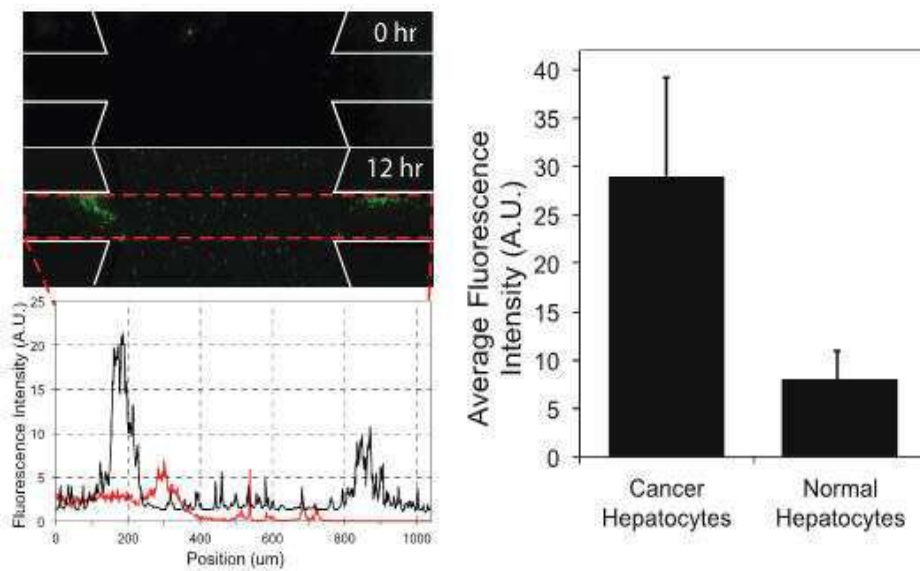 0 hr
12 hr
Fluorescence Intensity (A.U.)
25
20
15
10
5
0
0 200 400 600 800 1000
Position (um)
Average Fluorescence
Intensity (A.U.)
40
35
30
25
20
15
10
5
0
Cancer
Hepatocytes
Normal
Hepatocytes